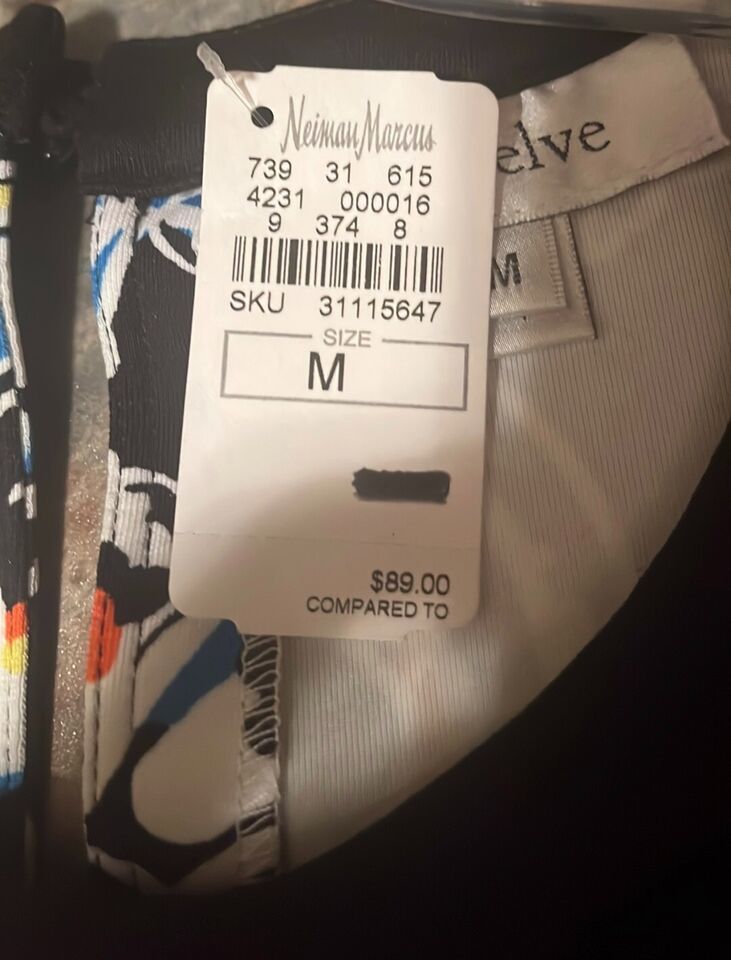 Neiman Marcus
739 31 615
4231 000016
9 374 8
SKU 31115647
SIZE
M
$89.00
COMPARED TO
elve
M